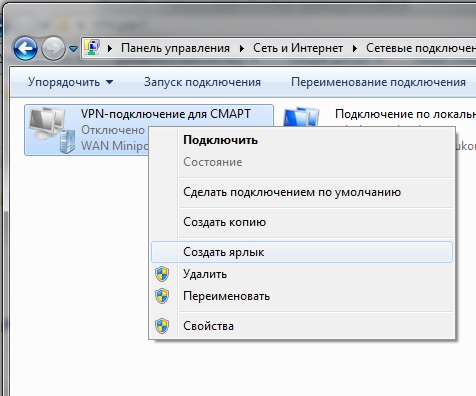 Панель управления ▸ Сеть и Интернет ▸ Сетевые подключен
Упорядочить Запуск подключения Переименование подключения
VPN-подключение для СМАРТ
Отключено
WAN Minipo
Подключение по локальн
Подключить
Состояние
Сделать подключением по умолчанию
Создать копию
Создать ярлык
Удалить
Переименовать
Свойства